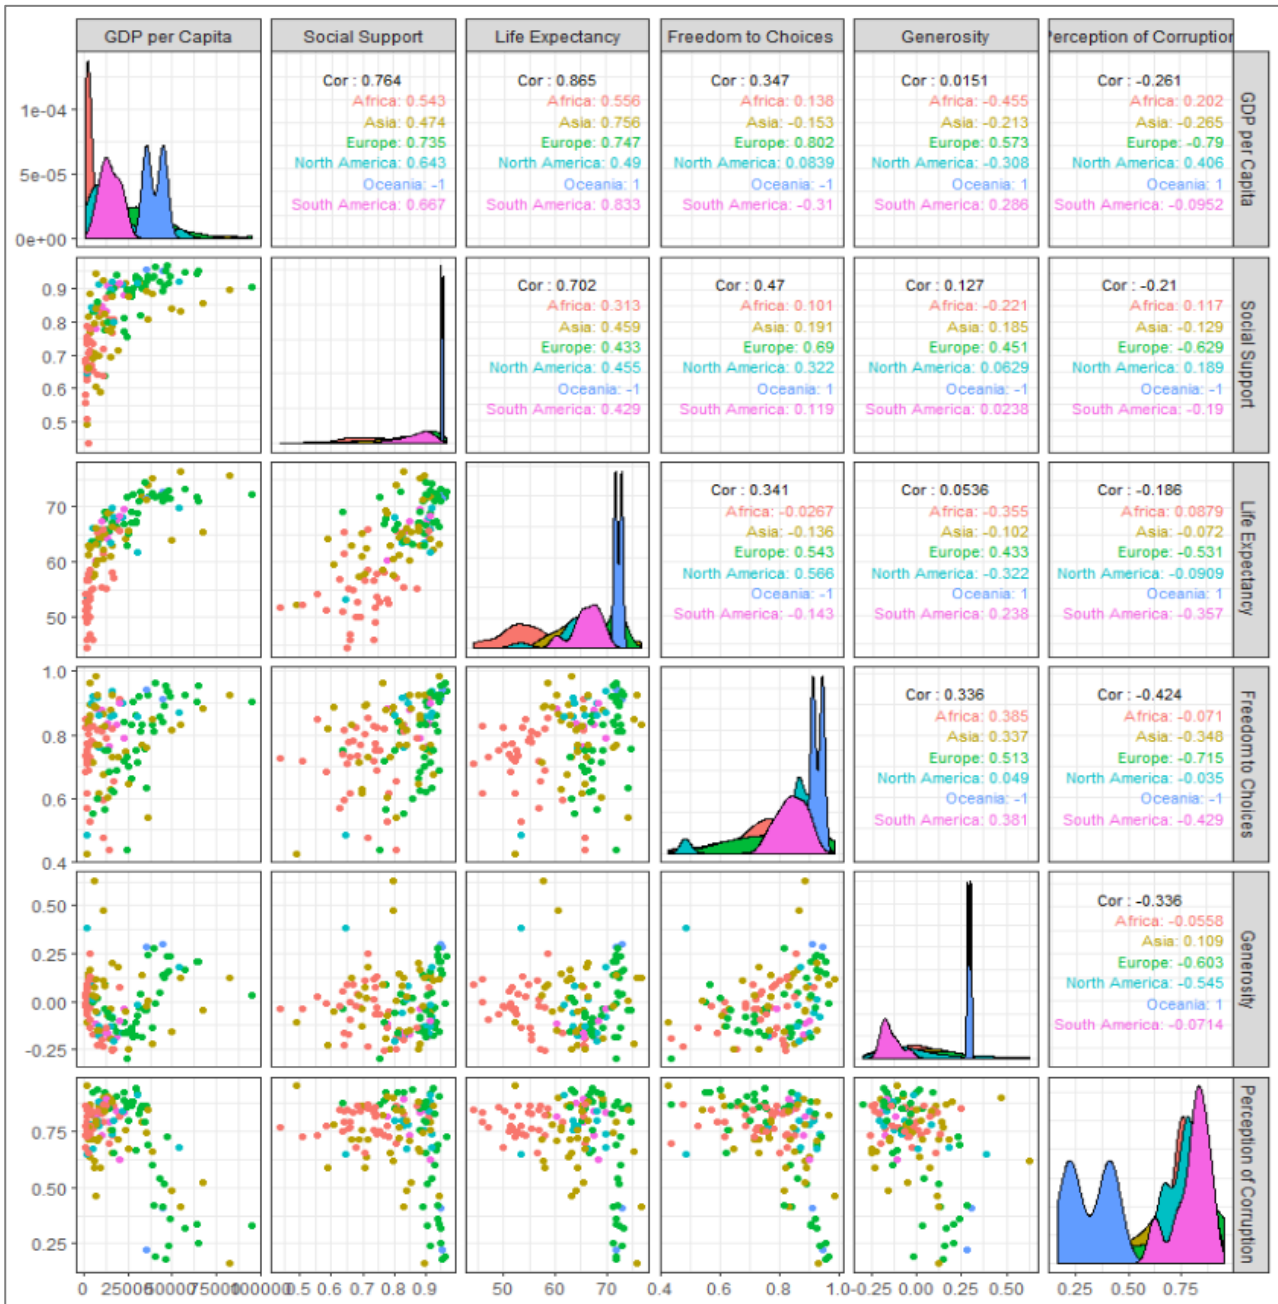 GDP per Capita Social Support Life Expectancy Freedom to Choices Generosity Perception of Corruption
1e-04
5e-05
0e+00
Cor : 0.764
Africa: 0.543
Asia: 0.474
Europe: 0.735
North America: 0.643
Oceania: -1
South America: 0.667
Cor : 0.865
Africa: 0.556
Asia: 0.756
Europe: 0.747
North America: 0.49
Oceania: 1
South America: 0.833
Cor : 0.347
Africa: 0.138
Asia: -0.153
Europe: 0.802
North America: 0.0839
Oceania: -1
South America: -0.31
Cor : 0.0151
Africa: -0.455
Asia: -0.213
Europe: 0.573
North America: -0.308
Oceania: 1
South America: 0.286
Cor : -0.261
Africa: 0.202
Asia: -0.265
Europe: -0.79
North America: 0.406
Oceania: 1
South America: -0.0952
GDP per Capita
0.9
0.8
0.7
0.6
0.5
Cor : 0.702
Africa: 0.313
Asia: 0.459
Europe: 0.433
North America: 0.455
Oceania: -1
South America: 0.429
Cor : 0.47
Africa: 0.101
Asia: 0.191
Europe: 0.69
North America: 0.322
Oceania: 1
South America: 0.119
Cor : 0.127
Africa: -0.221
Asia: 0.185
Europe: 0.451
North America: 0.0629
Oceania: -1
South America: 0.0238
Cor : -0.21
Africa: 0.117
Asia: -0.129
Europe: -0.629
North America: 0.189
Oceania: -1
South America: -0.19
Social Support
70
60
50
Cor : 0.341
Africa: -0.0267
Asia: -0.136
Europe: 0.543
North America: 0.566
Oceania: -1
South America: -0.143
Cor : 0.0536
Africa: -0.355
Asia: -0.102
Europe: 0.433
North America: -0.322
Oceania: 1
South America: 0.238
Cor : -0.186
Africa: 0.0879
Asia: -0.072
Europe: -0.531
North America: -0.0909
Oceania: 1
South America: -0.357
Life Expectancy
1.0
0.8
0.6
0.4
Cor : 0.336
Africa: 0.385
Asia: 0.337
Europe: 0.513
North America: 0.049
Oceania: -1
South America: 0.381
Cor : -0.424
Africa: -0.071
Asia: -0.348
Europe: -0.715
North America: -0.035
Oceania: -1
South America: -0.429
Freedom to Choices
0.50
0.25
0.00
-0.25
Cor : -0.336
Africa: -0.0558
Asia: 0.109
Europe: -0.603
North America: -0.545
Oceania: 1
South America: -0.0714
Generosity
0.75
0.50
0.25
Perception of Corruption
0 25000 50000 75000 100000 0.5 0.6 0.7 0.8 0.9 50 60 70 0.4 0.6 0.8 1.0 -0.25 0.00 0.25 0.50 0.25 0.50 0.75